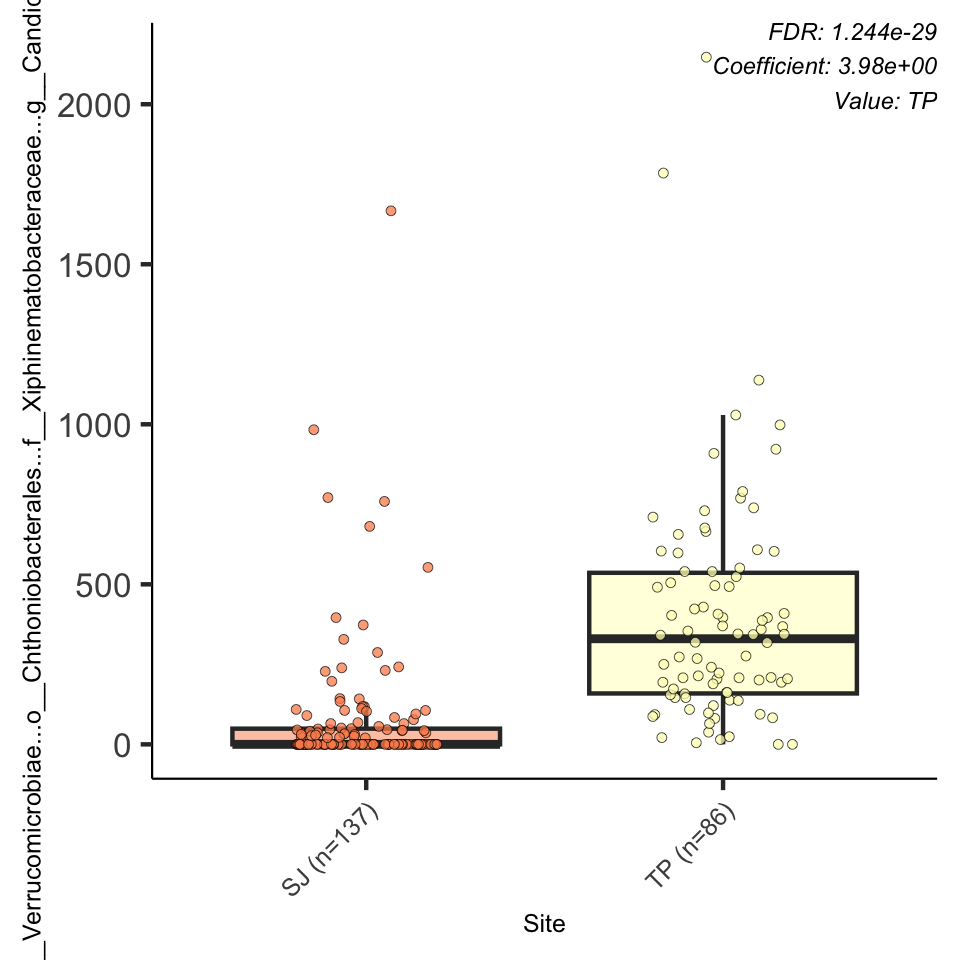 FDR: 1.244e-29
Coefficient: 3.98e+00
Value: TP
__Verrucomicrobiae...o__Chthoniobacterales...f__Xiphinematobacteraceae...g__Candid
2000
1500
1000
500
0
SJ (n=137)
TP (n=86)
Site